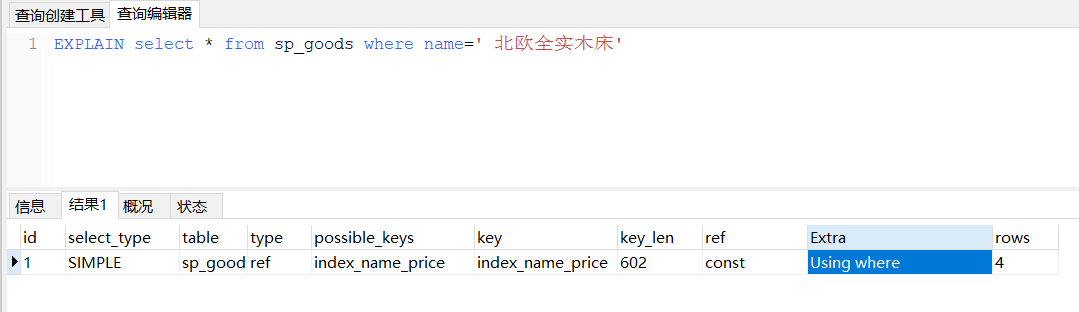 查询创建工具 查询编辑器
1 EXPLAIN select * from sp_goods where name=' 北欧全实木床'
信息 结果1 概况 状态
id select_type table type possible_keys key key_len ref Extra rows
1 SIMPLE sp_good ref index_name_price index_name_price 602 const Using where 4